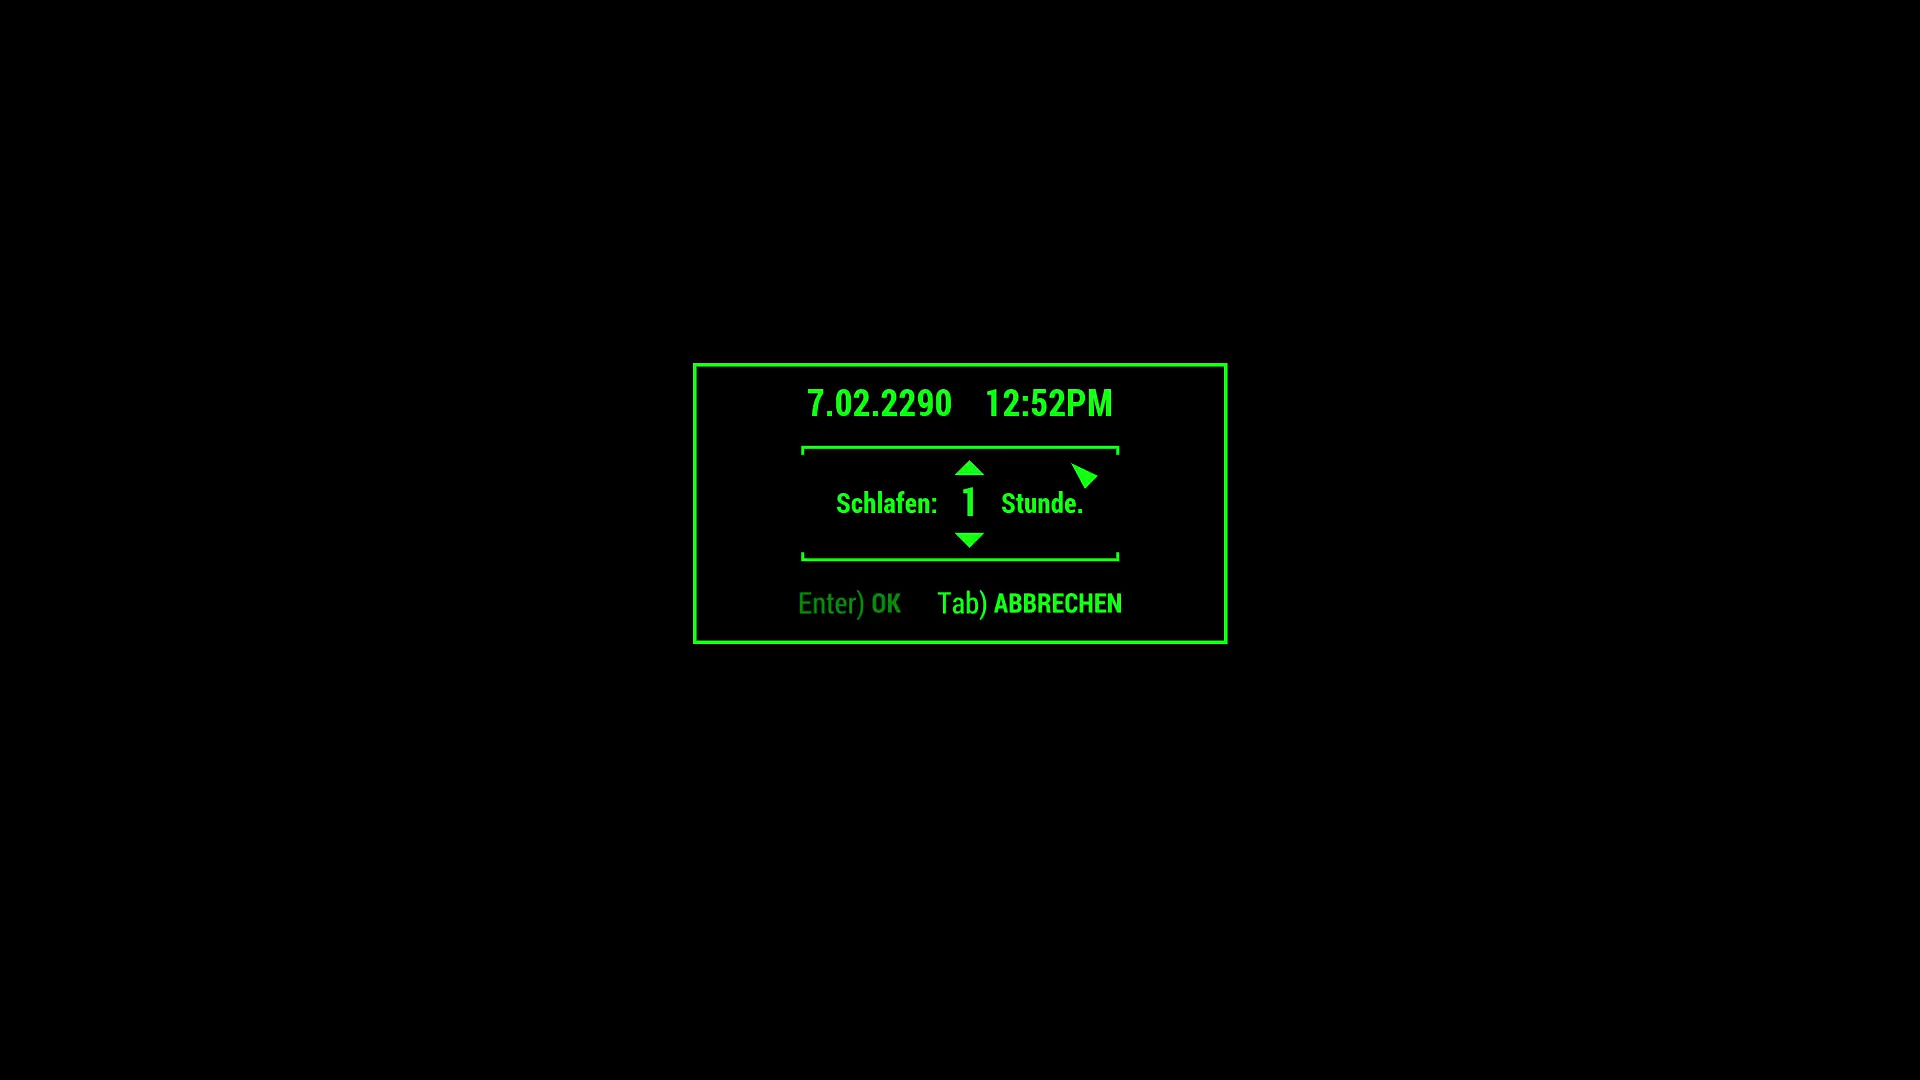 7.02.2290 12:52PM
Schlafen: 1 Stunde.
Enter) OK Tab) ABBRECHEN